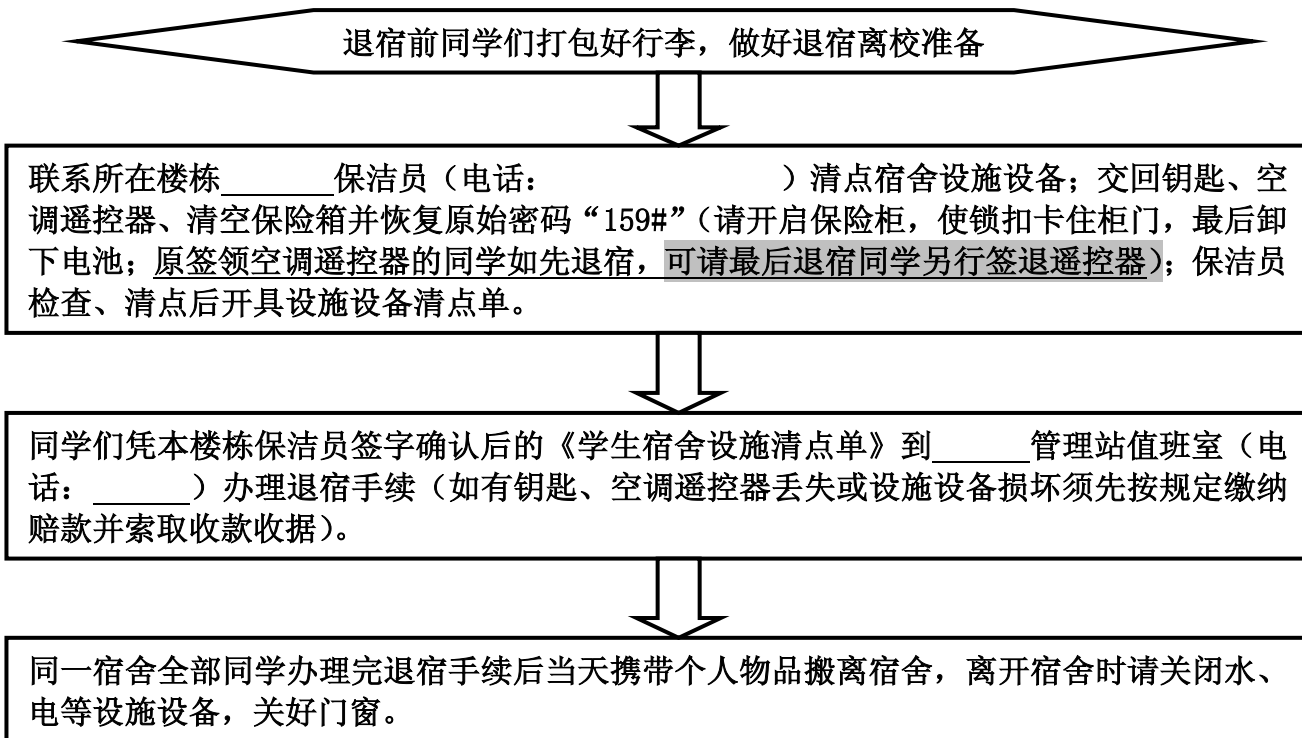 退宿前同学们打包好行李，做好退宿离校准备
联系所在楼栋_______保洁员（电话：                ）清点宿舍设施设备；交回钥匙、空
调遥控器、清空保险箱并恢复原始密码“159#”（请开启保险柜，使锁扣卡住柜门，最后卸
下电池；原签领空调遥控器的同学如先退宿，可请最后退宿同学另行签退遥控器）；保洁员
检查、清点后开具设施设备清点单。
同学们凭本楼栋保洁员签字确认后的《学生宿舍设施清点单》到______管理站值班室（电
话：______）办理退宿手续（如有钥匙、空调遥控器丢失或设施设备损坏须先按规定缴纳
赔款并索取收款收据）。
同一宿舍全部同学办理完退宿手续后当天携带个人物品搬离宿舍，离开宿舍时请关闭水、
电等设施设备，关好门窗。